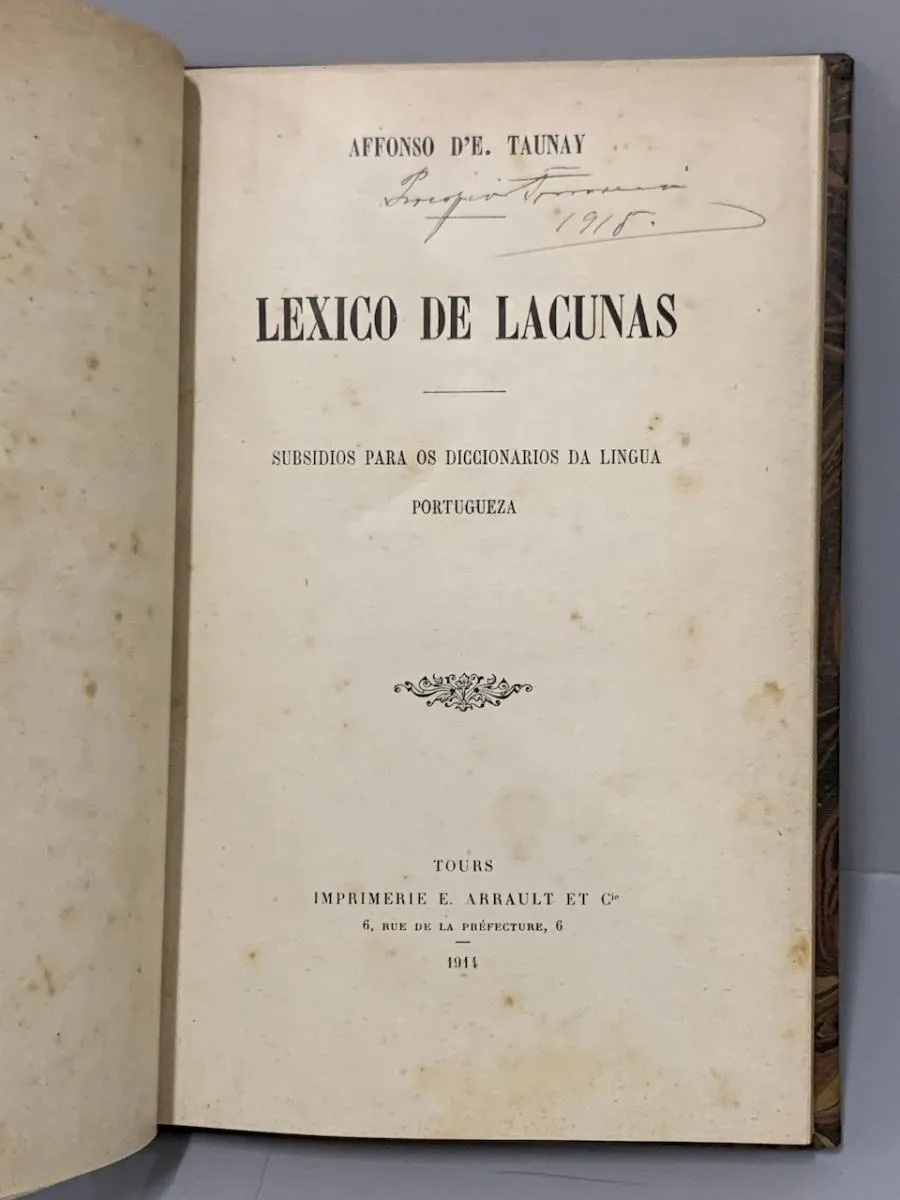 AFFONSO D'E. TAUNAY
Procopio
1918.
LEXICO DE LACUNAS
SUBSIDIOS PARA OS DICCIONARIOS DA LINGUA
PORTUGUEZA
TOURS
IMPRIMERIE E. ARRAULT ET Cie
6, RUE DE LA PRÉFECTURE, 6
1914